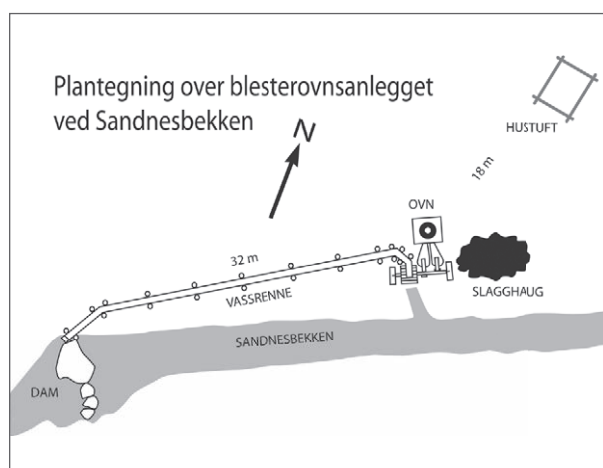 Plantegning over blesterovnsanlegget
ved Sandnesbekken
N
HUSTUFT
18 m
OVN
32 m
VASSRENNE
SLAGGHAUG
SANDNESBEKKEN
DAM